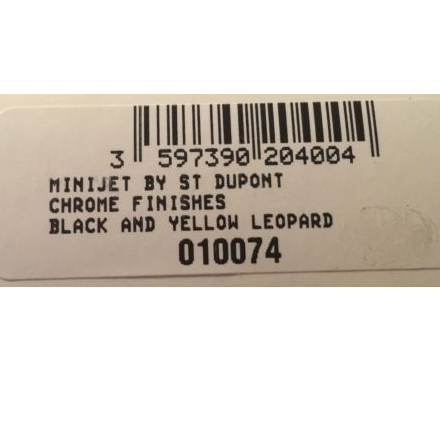 3 597390 204004
MINIJET BY ST DUPONT
CHROME FINISHES
BLACK AND YELLOW LEOPARD
010074